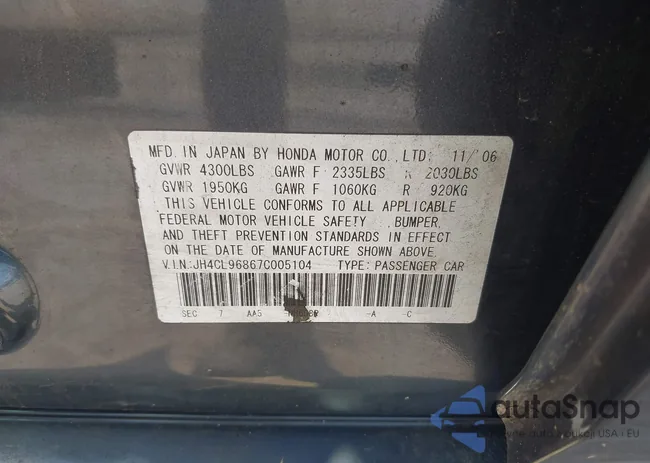 MFD. IN JAPAN BY HONDA MOTOR CO., LTD. 11/ 06
GVWR 4300LBS GAWR F 2335LBS R 2030LBS
GVWR 1950KG GAWR F 1060KG R 920KG
THIS VEHICLE CONFORMS TO ALL APPLICABLE
FEDERAL MOTOR VEHICLE SAFETY , BUMPER,
AND THEFT PREVENTION STANDARDS IN EFFECT
ON THE DATE OF MANUFACTURE SHOWN ABOVE.
V.I.N:JH4CL96867C005104 TYPE: PASSENGER CAR
SEC 7 AA5 -A -C
autoSnap
USA - EU